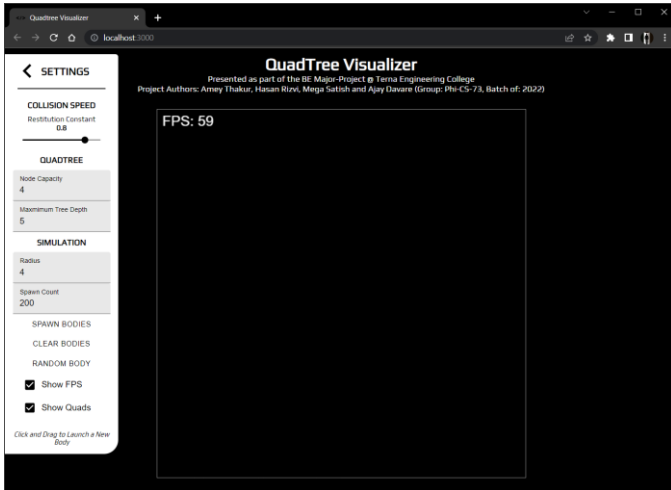 Quadtree Visualizer
localhost:3000
SETTINGS
QuadTree Visualizer
Presented as part of the BE Major-Project @ Terna Engineering College
Project Authors: Amey Thakur, Hasan Rizvi, Mega Satish and Ajay Davare (Group: Phi-CS-73, Batch of: 2022)
COLLISION SPEED
Restitution Constant
0.8
QUADTREE
Node Capacity
4
Maxmimum Tree Depth
5
SIMULATION
Radius
4
Spawn Count
200
SPAWN BODIES
CLEAR BODIES
RANDOM BODY
Show FPS
Show Quads
Click and Drag to Launch a New
Body
FPS: 59